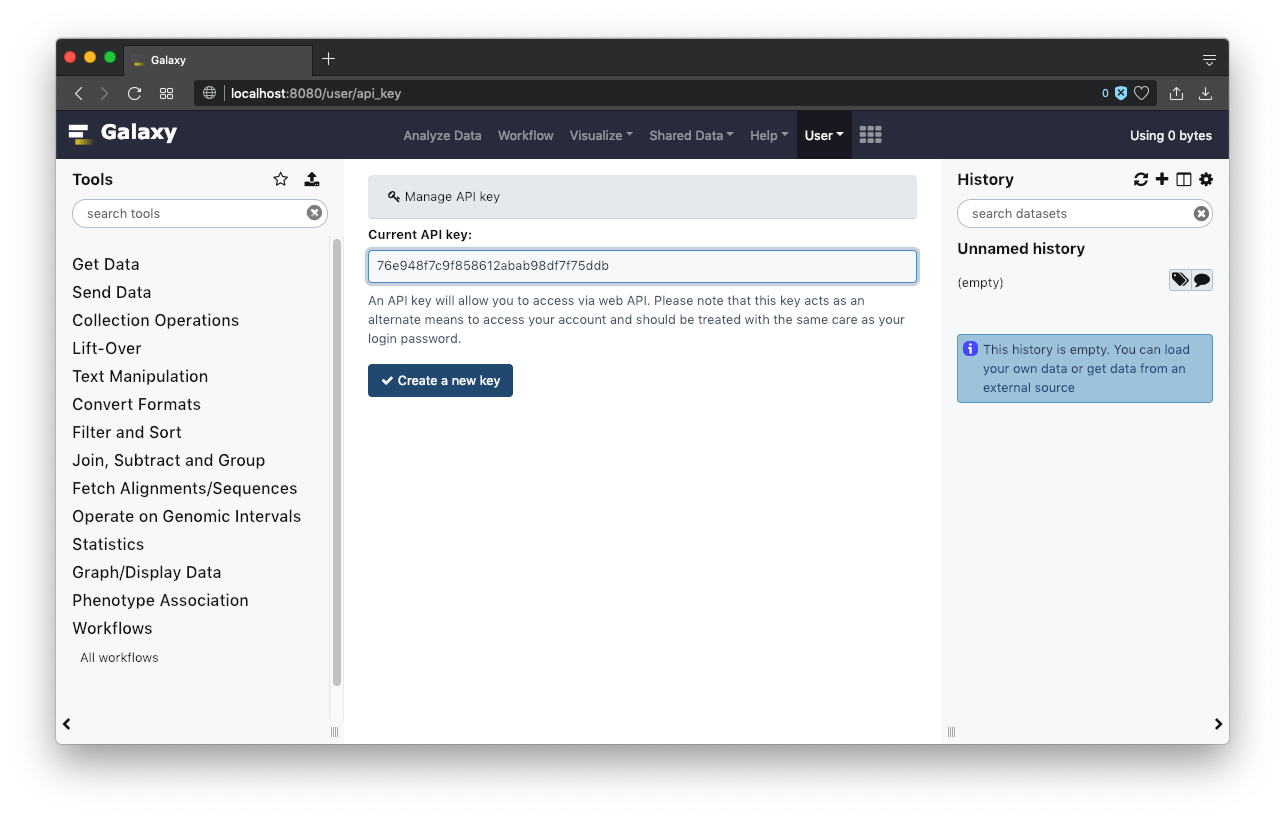 Galaxy
localhost:8080/user/api_key
0
Galaxy
Analyze Data Workflow Visualize Shared Data Help User
Using 0 bytes
Tools
search tools
Get Data
Send Data
Collection Operations
Lift-Over
Text Manipulation
Convert Formats
Filter and Sort
Join, Subtract and Group
Fetch Alignments/Sequences
Operate on Genomic Intervals
Statistics
Graph/Display Data
Phenotype Association
Workflows
All workflows
Manage API key
Current API key:
76e948f7c9f858612abab98df7f75ddb
An API key will allow you to access via web API. Please note that this key acts as an
alternate means to access your account and should be treated with the same care as your
login password.
Create a new key
History
search datasets
Unnamed history
(empty)
This history is empty. You can load
your own data or get data from an
external source